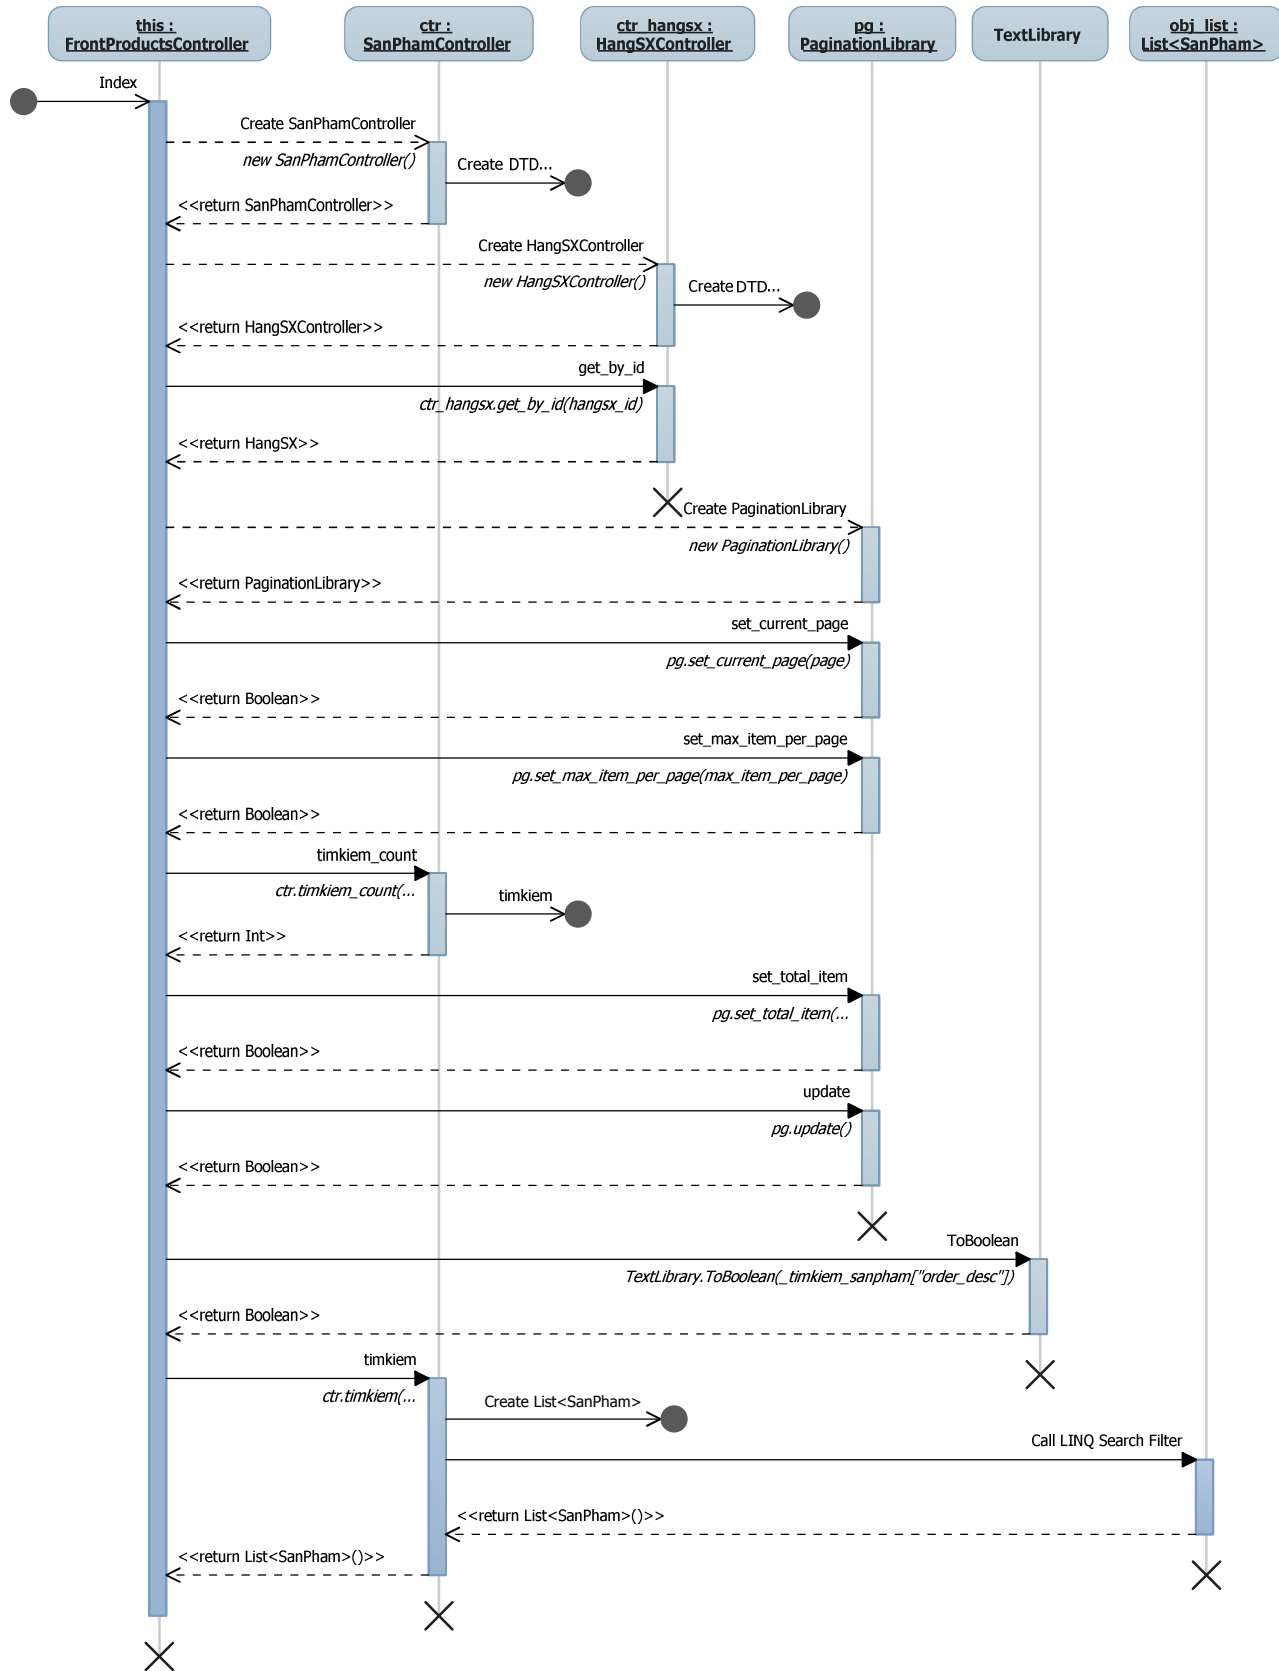 this :
FrontProductsController
ctr :
SanPhamController
ctr_hangsx :
HangSXController
pg :
PaginationLibrary
TextLibrary
obj_list :
List<SanPham>
Index
Create SanPhamController
new SanPhamController()
Create DTD...
<<return SanPhamController>>
Create HangSXController
new HangSXController()
Create DTD...
<<return HangSXController>>
get_by_id
ctr_hangsx.get_by_id(hangsx_id)
<<return HangSX>>
Create PaginationLibrary
new PaginationLibrary()
<<return PaginationLibrary>>
set_current_page
pg.set_current_page(page)
<<return Boolean>>
set_max_item_per_page
pg.set_max_item_per_page(max_item_per_page)
<<return Boolean>>
timkiem_count
ctr.timkiem_count(...
timkiem
<<return Int>>
set_total_item
pg.set_total_item(...
<<return Boolean>>
update
pg.update()
<<return Boolean>>
ToBoolean
TextLibrary.ToBoolean(_timkiem_sanpham["order_desc"])
<<return Boolean>>
timkiem
ctr.timkiem(...
Create List<SanPham>
Call LINQ Search Filter
<<return List<SanPham>()>>
<<return List<SanPham>()>>